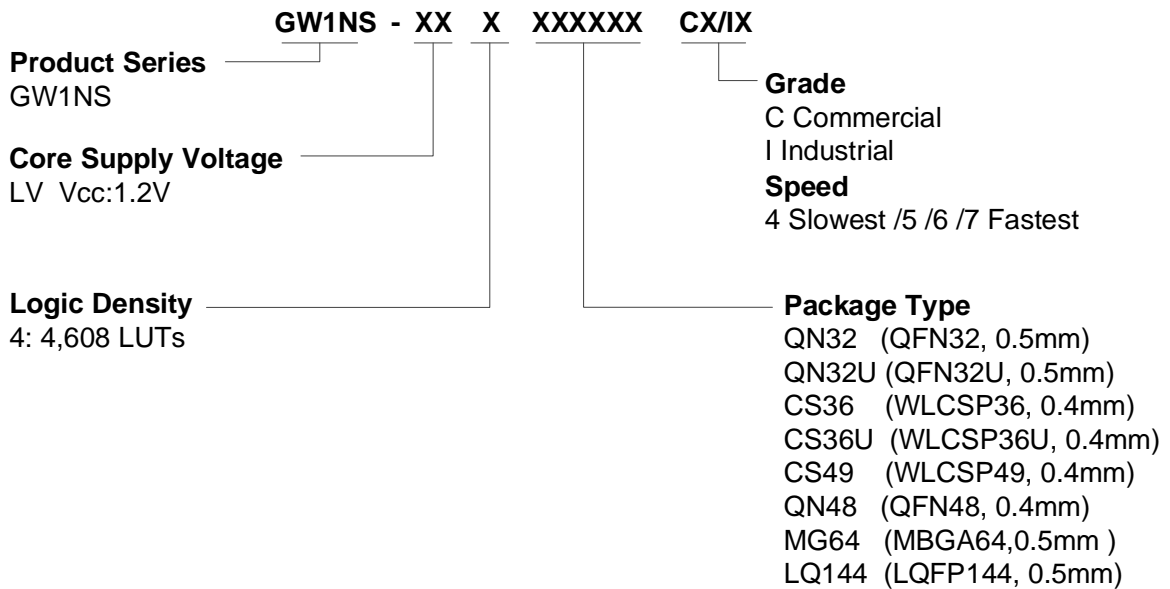 GW1NS - XX X XXXXXX CX/IX
Product Series
GW1NS
Core Supply Voltage
LV Vcc:1.2V
Logic Density
4: 4,608 LUTs
Grade
C Commercial
I Industrial
Speed
4 Slowest /5 /6 /7 Fastest
Package Type
QN32 (QFN32, 0.5mm)
QN32U (QFN32U, 0.5mm)
CS36 (WLCSP36, 0.4mm)
CS36U (WLCSP36U, 0.4mm)
CS49 (WLCSP49, 0.4mm)
QN48 (QFN48, 0.4mm)
MG64 (MBGA64,0.5mm )
LQ144 (LQFP144, 0.5mm)